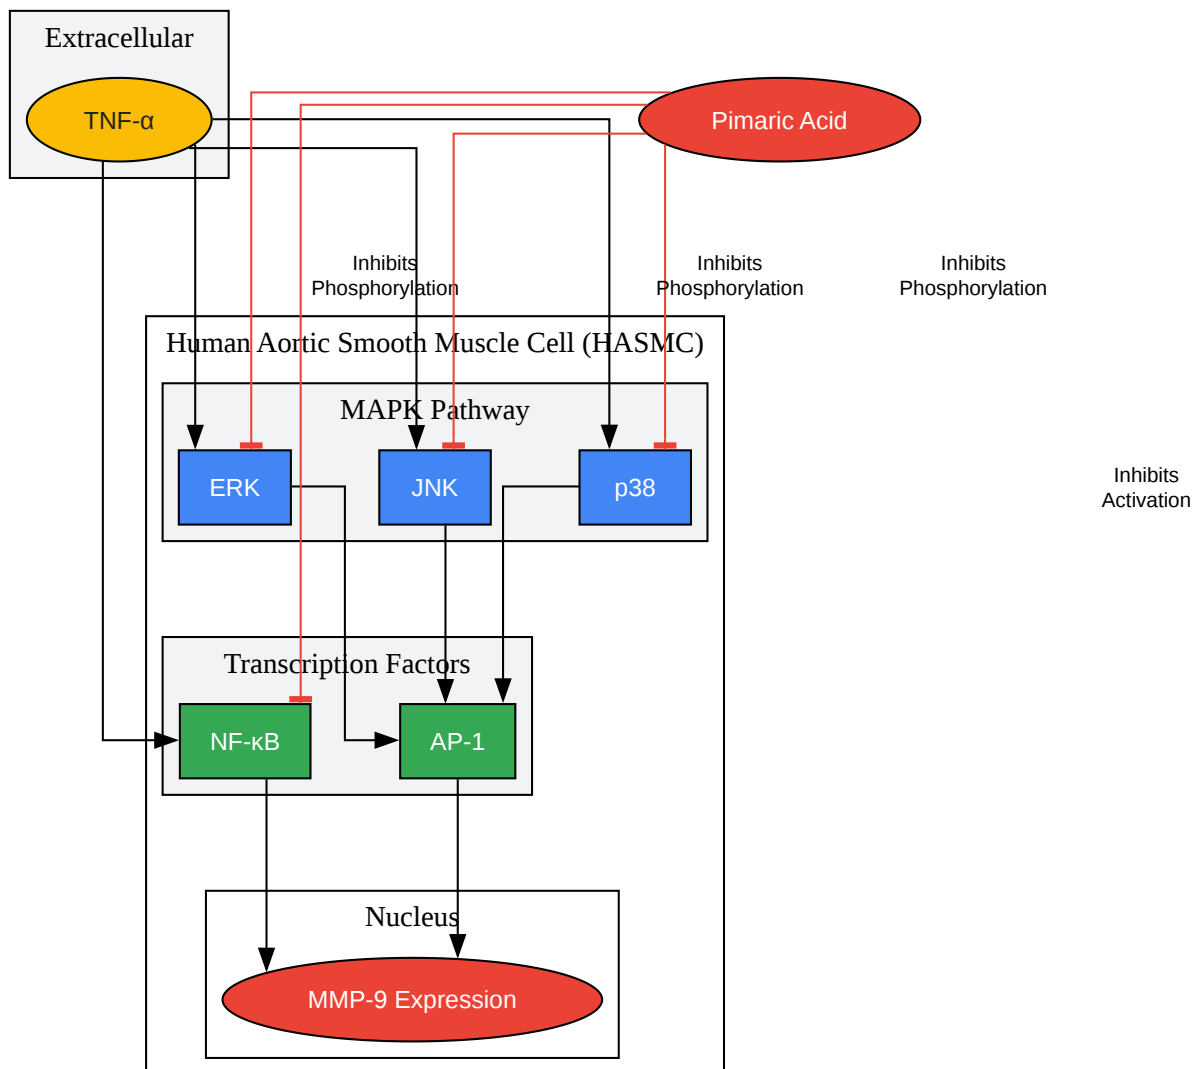 Extracellular
TNF-α
Pimaric Acid
Inhibits
Phosphorylation
Inhibits
Phosphorylation
Inhibits
Phosphorylation
Human Aortic Smooth Muscle Cell (HASMC)
MAPK Pathway
ERK
JNK
p38
Inhibits
Activation
Transcription Factors
NF-κB
AP-1
Nucleus
MMP-9 Expression